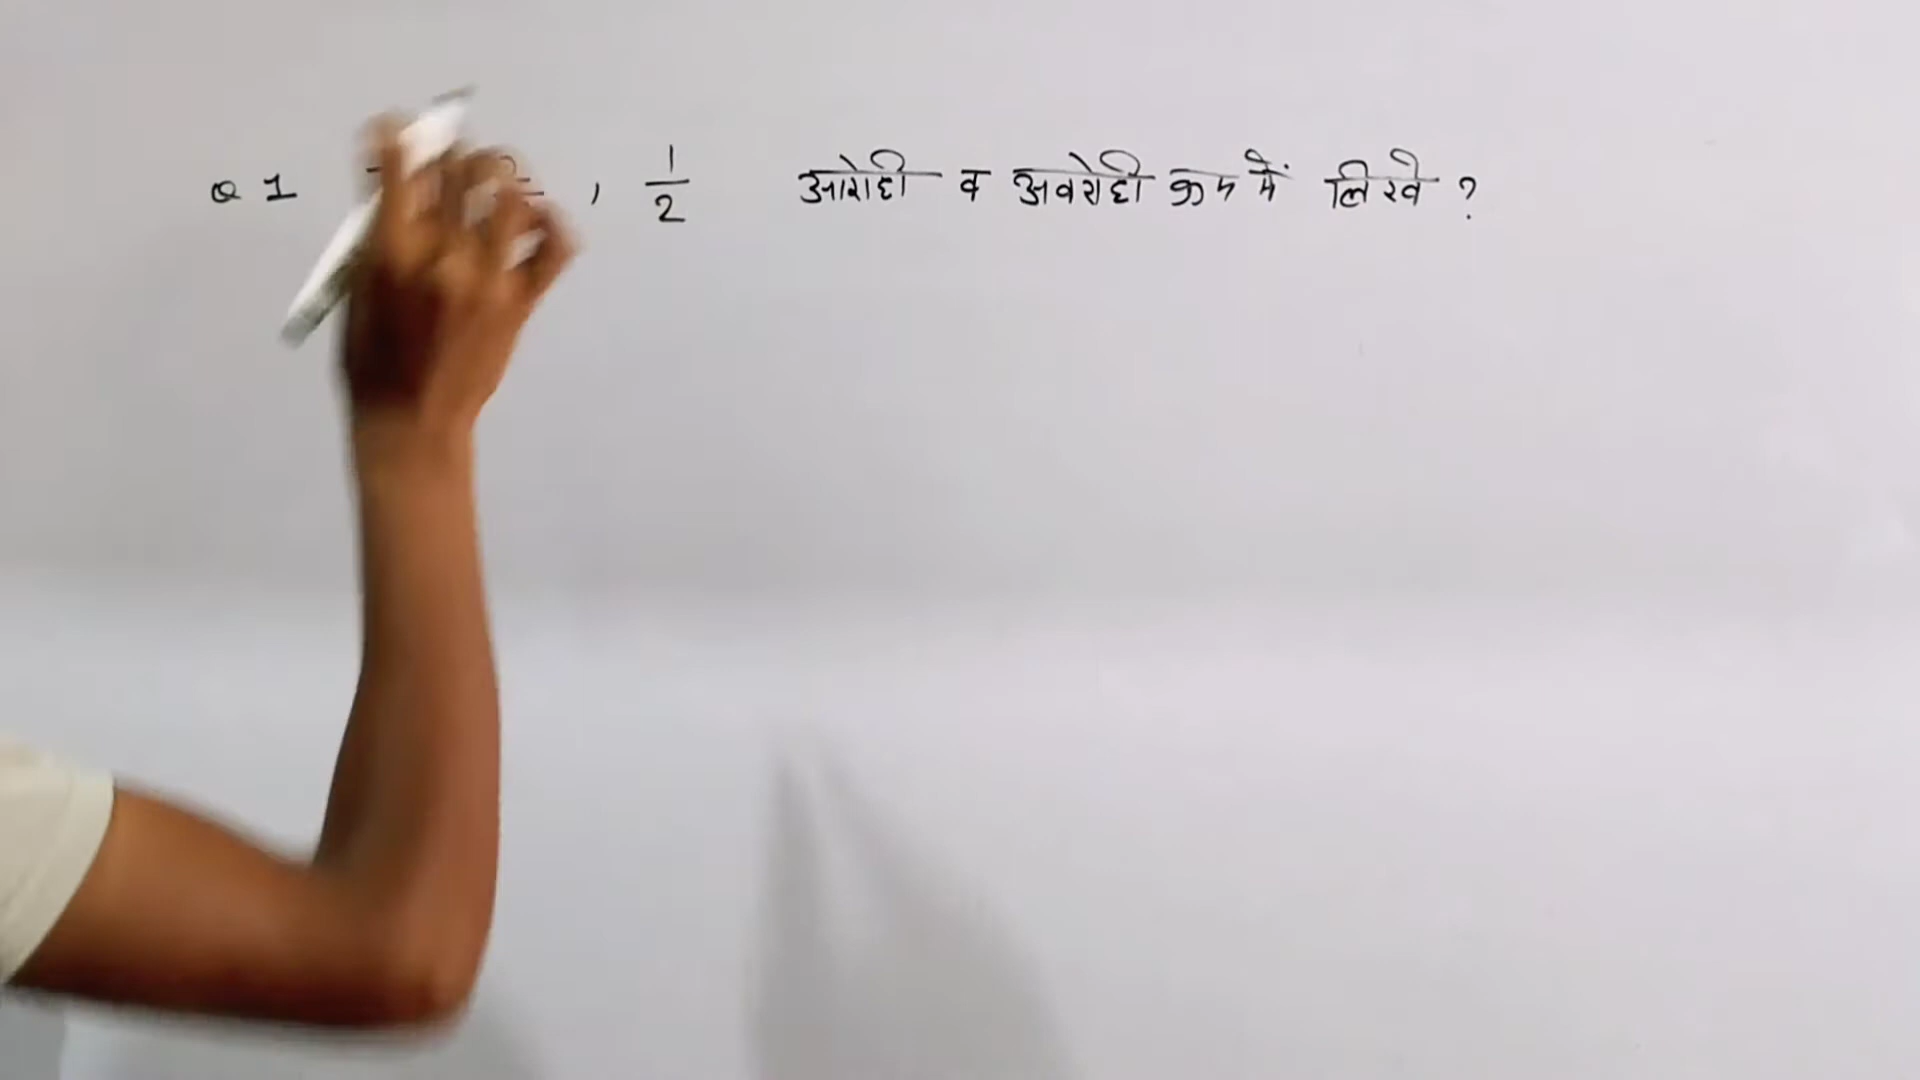 Q 1 , 1/2 आरोही व अवरोही क्रम में लिखे ?